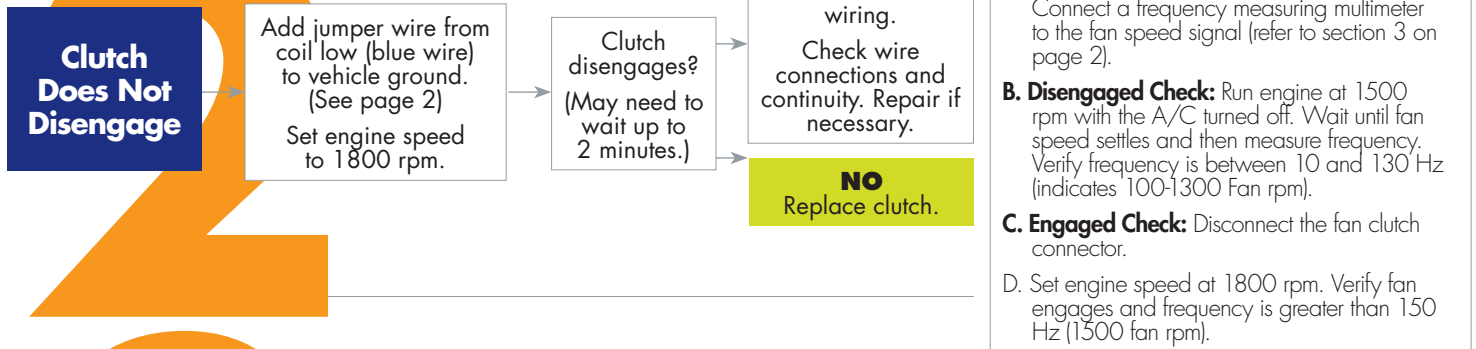 Clutch
Does Not
Disengage
Add jumper wire from
coil low (blue wire)
to vehicle ground.
(See page 2)
Set engine speed
to 1800 rpm.
Clutch
disengages?
(May need to
wait up to
2 minutes.)
wiring.
Check wire
connections and
continuity. Repair if
necessary.
NO
Replace clutch.
2
Connect a frequency measuring multimeter
to the fan speed signal (refer to section 3 on
page 2).
B. Disengaged Check: Run engine at 1500
rpm with the A/C turned off. Wait until fan
speed settles and then measure frequency.
Verify frequency is between 10 and 130 Hz
(indicates 100-1300 Fan rpm).
C. Engaged Check: Disconnect the fan clutch
connector.
D. Set engine speed at 1800 rpm. Verify fan
engages and frequency is greater than 150
Hz (1500 fan rpm).